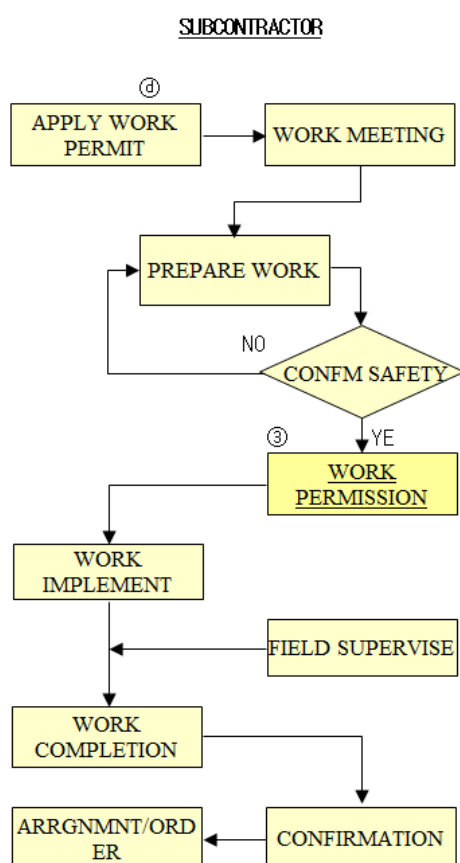 SUBCONTRACTOR
ⓓ
APPLY WORK
PERMIT
WORK MEETING
PREPARE WORK
NO
CONFM SAFETY
③
YE
WORK
PERMISSION
WORK
IMPLEMENT
FIELD SUPERVISE
WORK
COMPLETION
ARRGNMNT/ORD
ER
CONFIRMATION